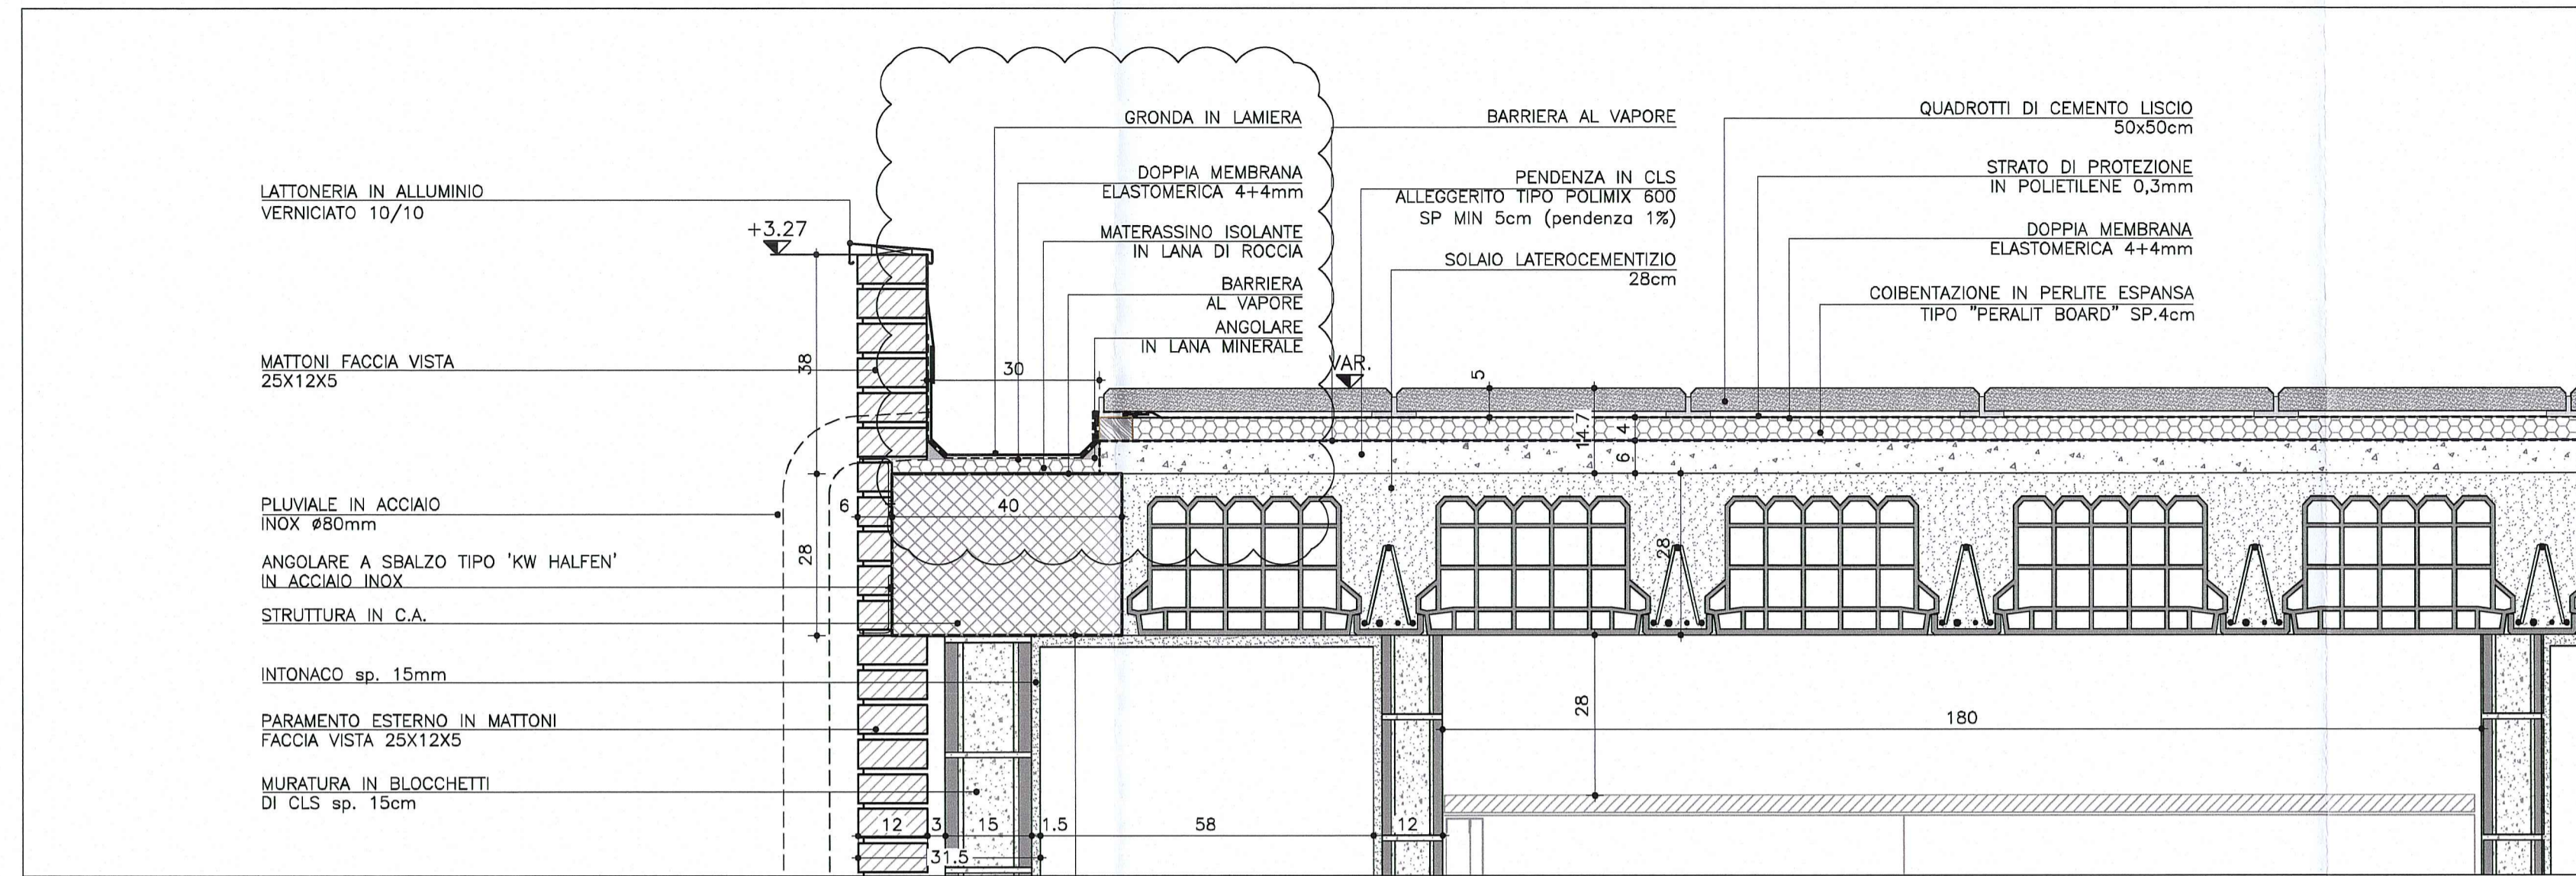 LATTONERIA IN ALLUMINIO
VERNICIATO 10/10
MATTONI FACCIA VISTA
25X12X5
PLUVIALE IN ACCIAIO
INOX ø80mm
ANGOLARE A SBALZO TIPO 'KW HALFEN'
IN ACCIAIO INOX
STRUTTURA IN C.A.
INTONACO sp. 15mm
PARAMENTO ESTERNO IN MATTONI
FACCIA VISTA 25X12X5
MURATURA IN BLOCCHETTI
DI CLS sp. 15cm
+3.27
38
6
28
40
30
GRONDA IN LAMIERA
DOPPIA MEMBRANA
ELASTOMERICA 4+4mm
MATERASSINO ISOLANTE
IN LANA DI ROCCIA
BARRIERA
AL VAPORE
ANGOLARE
IN LANA MINERALE
VAR.
BARRIERA AL VAPORE
PENDENZA IN CLS
ALLEGGERITO TIPO POLIMIX 600
SP MIN 5cm (pendenza 1%)
SOLAIO LATEROCEMENTIZIO
28cm
QUADROTTI DI CEMENTO LISCIO
50x50cm
STRATO DI PROTEZIONE
IN POLIETILENE 0,3mm
DOPPIA MEMBRANA
ELASTOMERICA 4+4mm
COIBENTAZIONE IN PERLITE ESPANSA
TIPO "PERALIT BOARD" SP.4cm
5
14.7
4
6
28
28
180
12
3
15
1.5
58
12
31.5